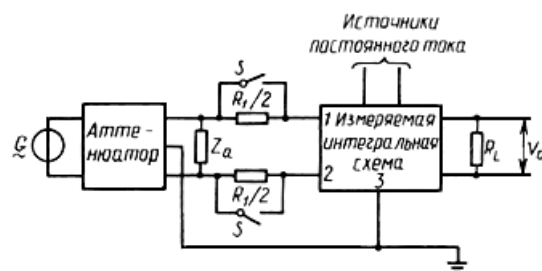 Источники
постоянного тока
S
R1/2
G
Атте-
нюатор
Za
1 Измеряемая
интегральная
схема
2
3
RL
Vo
R1/2
S